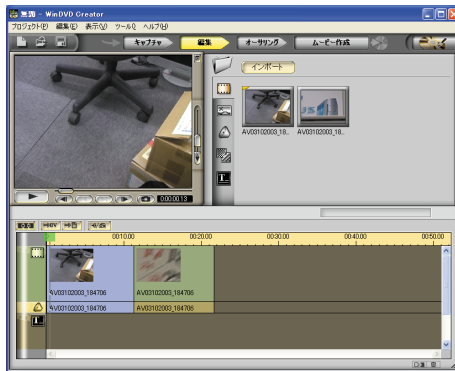 無題 - WinDVD Creator
プロジェクト(P) 編集(E) 表示(V) ツール(L) ヘルプ(H)
キャプチャ 編集 オーサリング ムービー作成
インポート
AV03102003_18.. AV03102003_18..
0:00:00:13
00:10:00 00:20:00 00:30:00 00:40:00 00:50:00
AV03102003_184706 AV03102003_184706
AV03102003_184706 AV03102003_184706